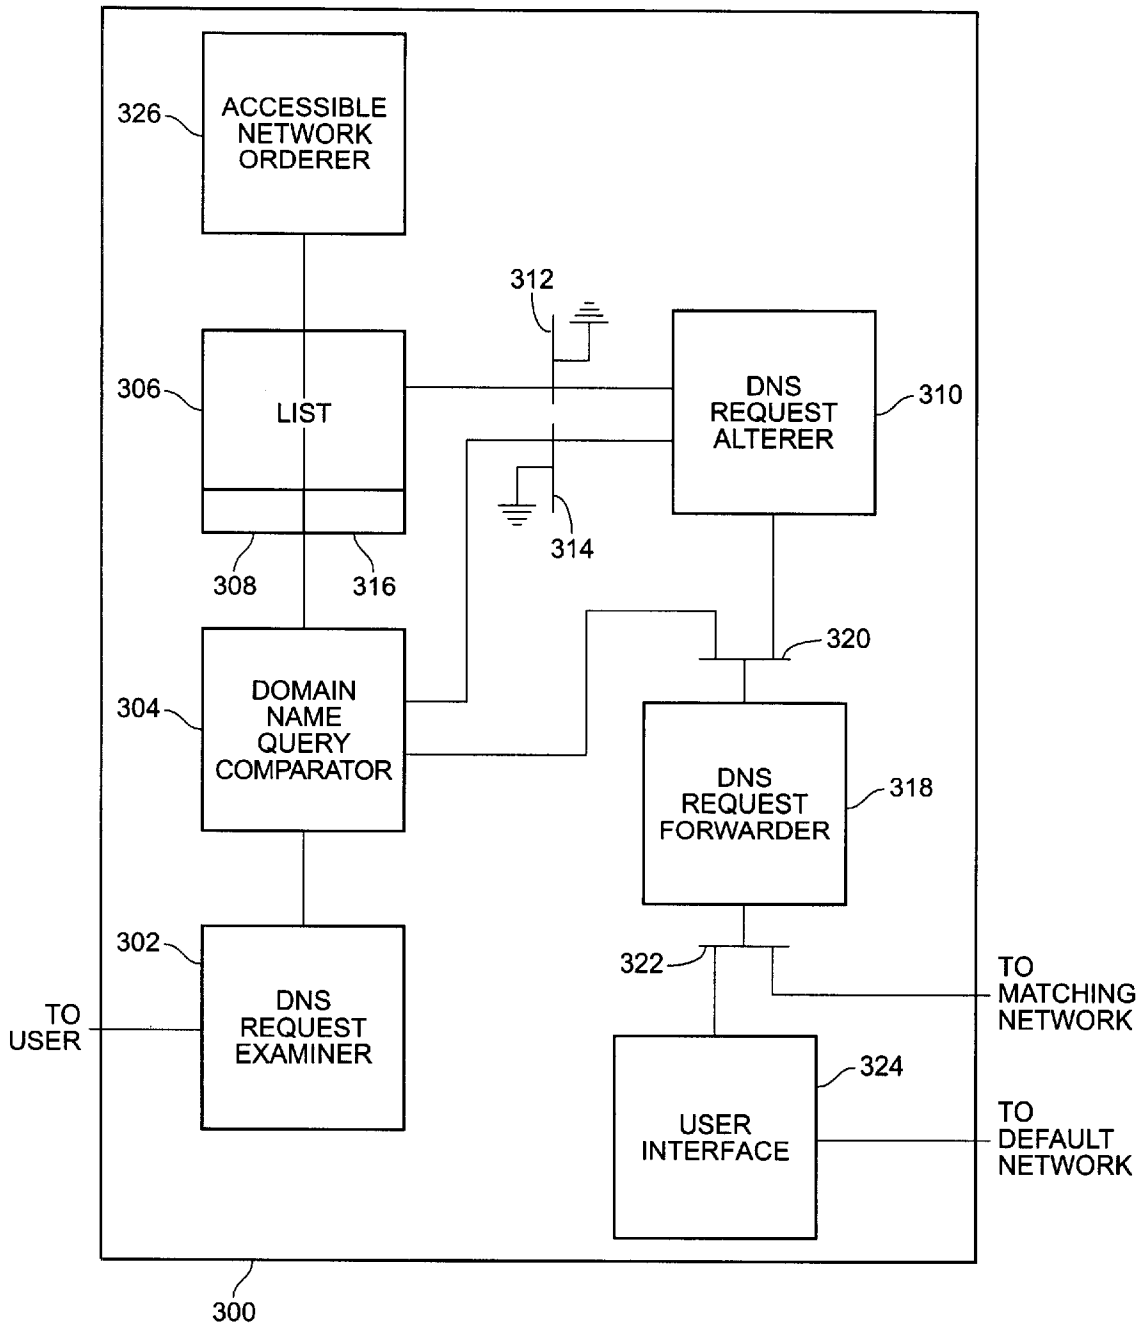 326
ACCESSIBLE
NETWORK
ORDERER
312
306
LIST
DNS
REQUEST
ALTERER
310
308
316
314
304
DOMAIN
NAME
QUERY
COMPARATOR
320
DNS
REQUEST
FORWARDER
318
302
DNS
REQUEST
EXAMINER
TO
USER
322
TO
MATCHING
NETWORK
324
USER
INTERFACE
TO
DEFAULT
NETWORK
300